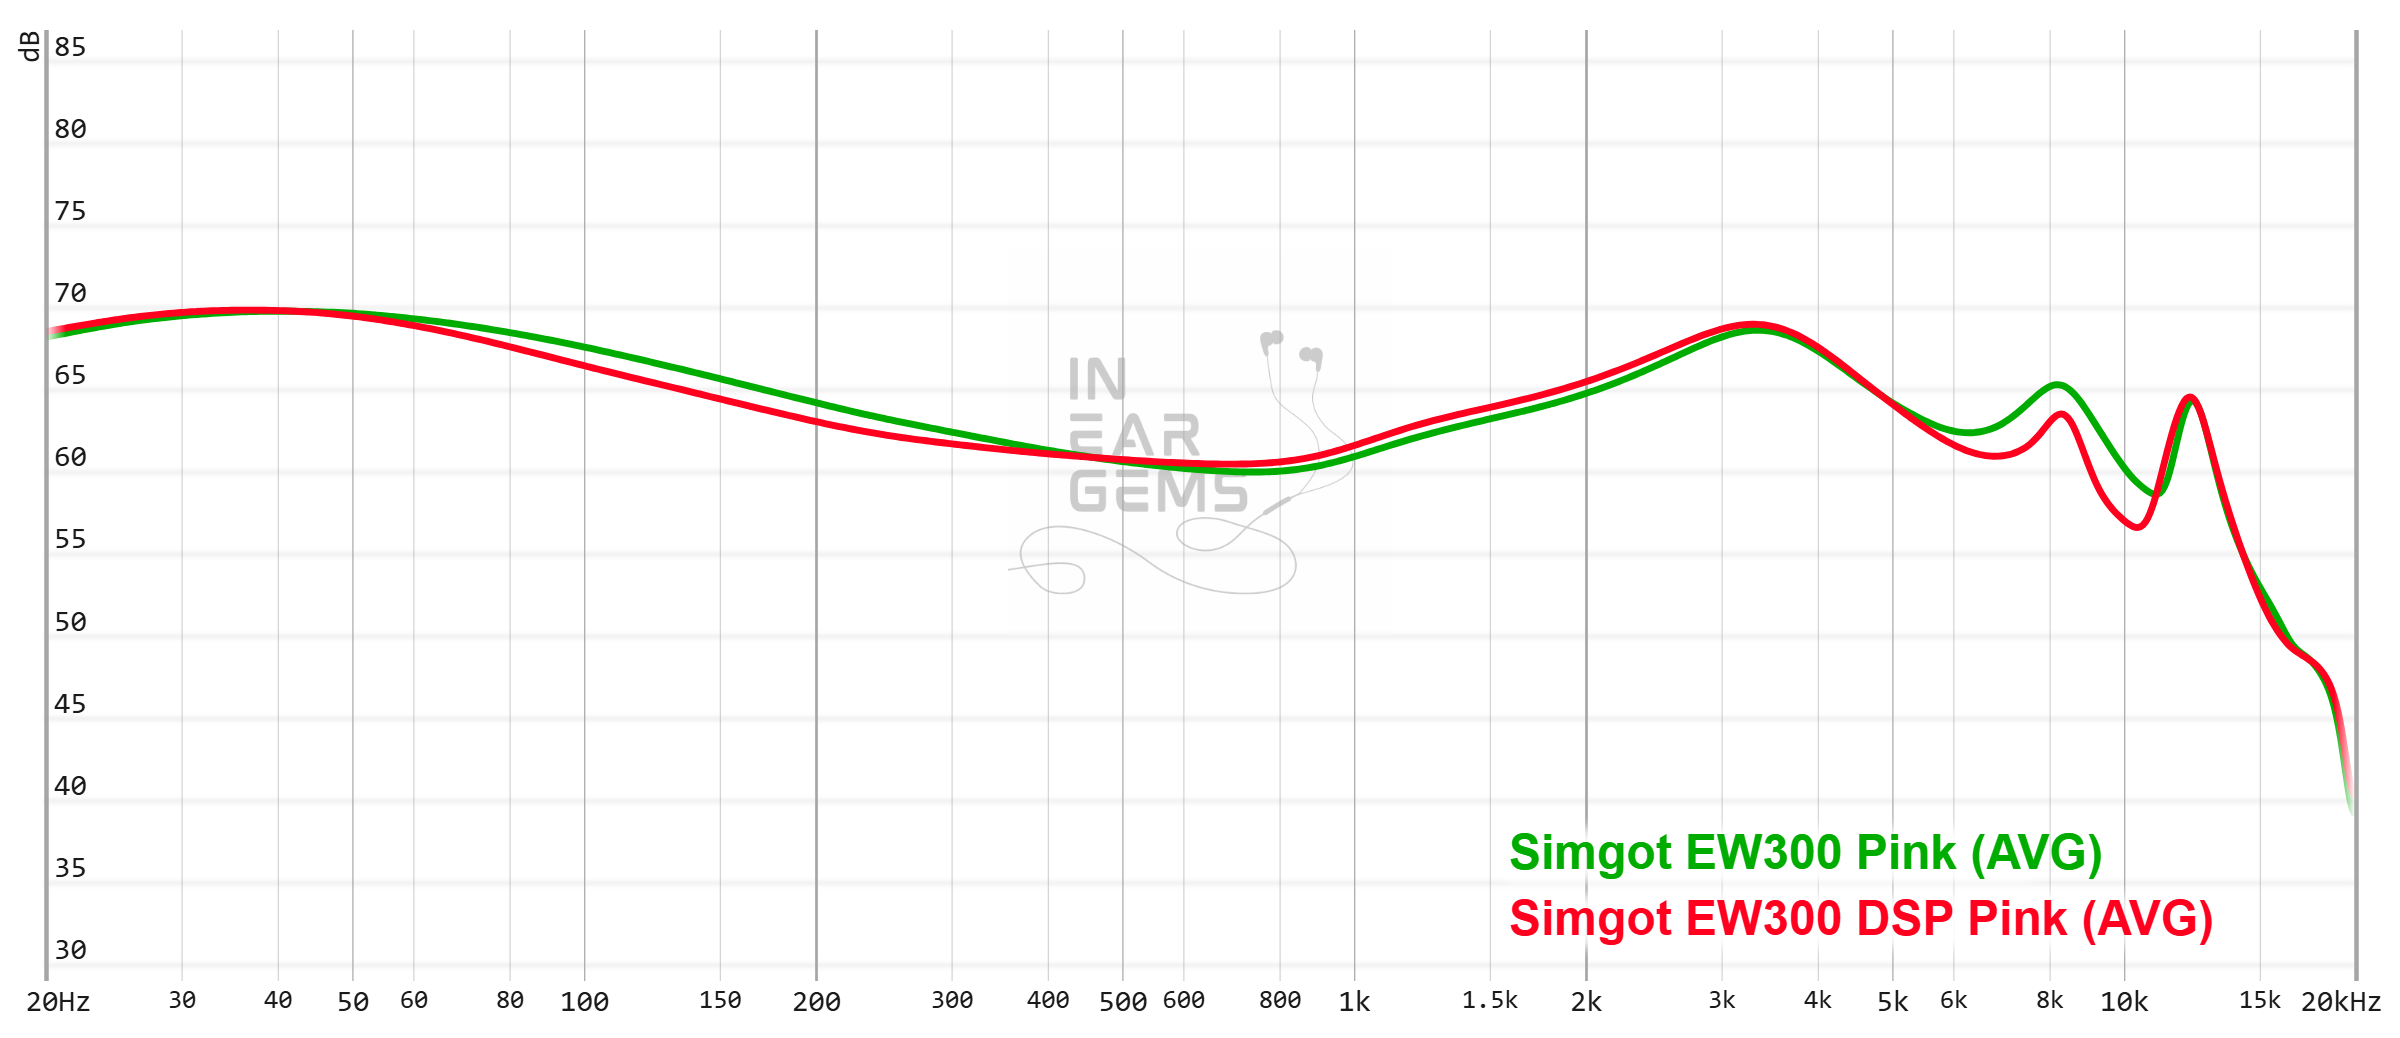 dB
85
80
75
70
65
60
55
50
45
40
35
30
IN
EAR
GEMS
Simgot EW300 Pink (AVG)
Simgot EW300 DSP Pink (AVG)
20Hz 30 40 50 60 80 100 150 200 300 400 500 600 800 1k 1.5k 2k 3k 4k 5k 6k 8k 10k 15k 20kHz